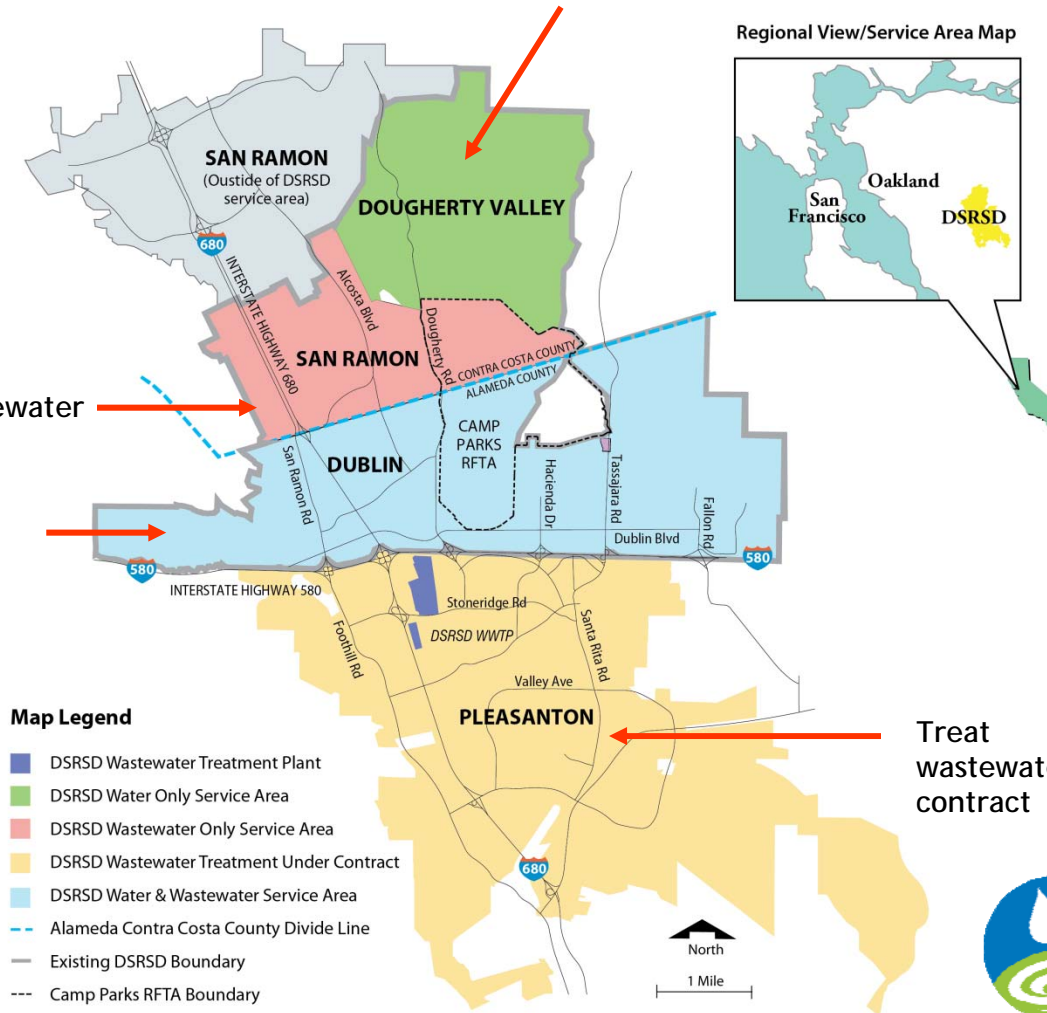 Regional View/Service Area Map
San
Francisco
Oakland
DSRSD
SAN RAMON
(Oustide of DSRSD
service area)
DOUGHERTY VALLEY
680
INTERSTATE HIGHWAY 680
Alcosta Blvd
Dougherty Rd
SAN RAMON
CONTRA COSTA COUNTY
ALAMEDA COUNTY
ewater
CAMP
PARKS
RFTA
DUBLIN
San Ramon Rd
Hacienda Dr
Tassajara Rd
Fallon Rd
Dublin Blvd
580
580
INTERSTATE HIGHWAY 580
Stoneridge Rd
DSRSD WWTP
Foothill Rd
Santa Rita Rd
Valley Ave
PLEASANTON
Treat
wastewat
contract
680
Map Legend
DSRSD Wastewater Treatment Plant
DSRSD Water Only Service Area
DSRSD Wastewater Only Service Area
DSRSD Wastewater Treatment Under Contract
DSRSD Water & Wastewater Service Area
Alameda Contra Costa County Divide Line
Existing DSRSD Boundary
Camp Parks RFTA Boundary
North
1 Mile